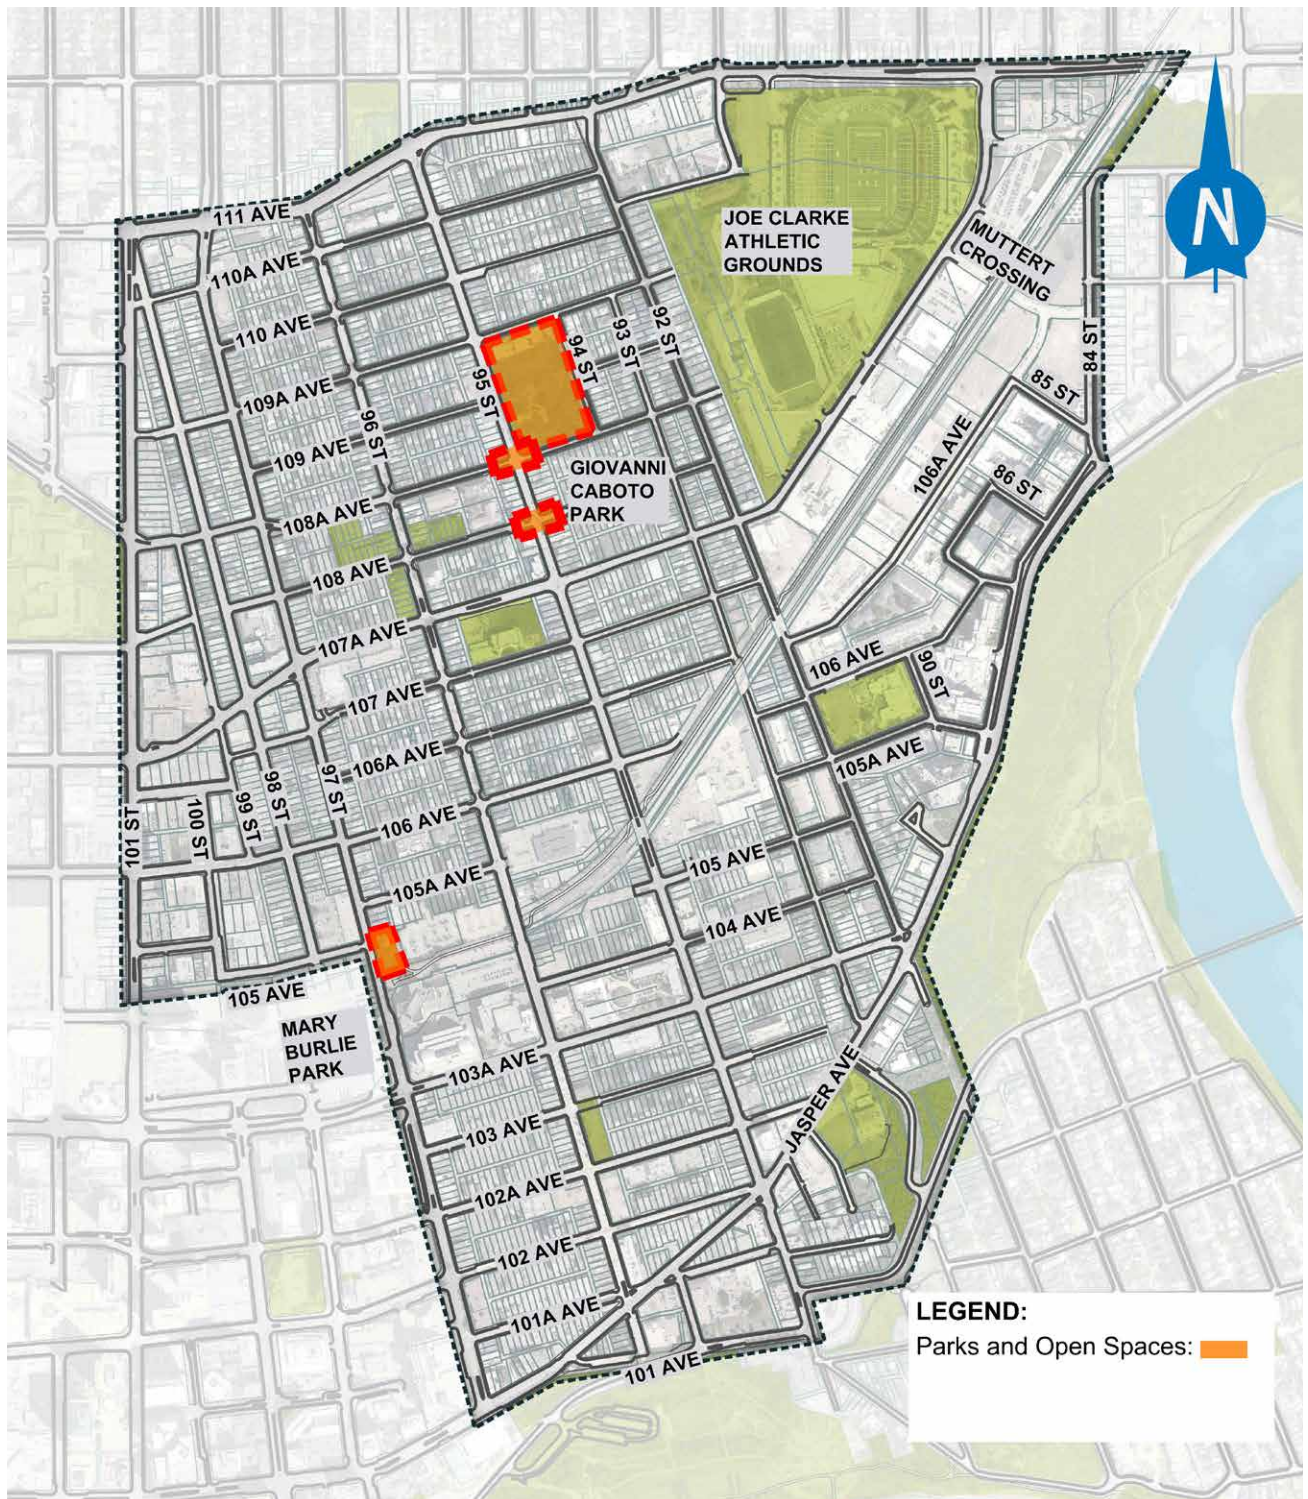 111 AVE
110A AVE
110 AVE
109A AVE
109 AVE
108A AVE
108 AVE
107A AVE
107 AVE
106A AVE
106 AVE
105A AVE
105 AVE
JOE CLARKE
ATHLETIC
GROUNDS
MUTTERT
CROSSING
N
92 ST
93 ST
94 ST
95 ST
96 ST
84 ST
85 ST
86 ST
106A AVE
GIOVANNI
CABOTO
PARK
106 AVE
90 ST
105A AVE
101 ST
100 ST
99 ST
98 ST
97 ST
105 AVE
104 AVE
MARY
BURLIE
PARK
103A AVE
103 AVE
102A AVE
102 AVE
101A AVE
101 AVE
JASPER AVE
LEGEND:
Parks and Open Spaces: